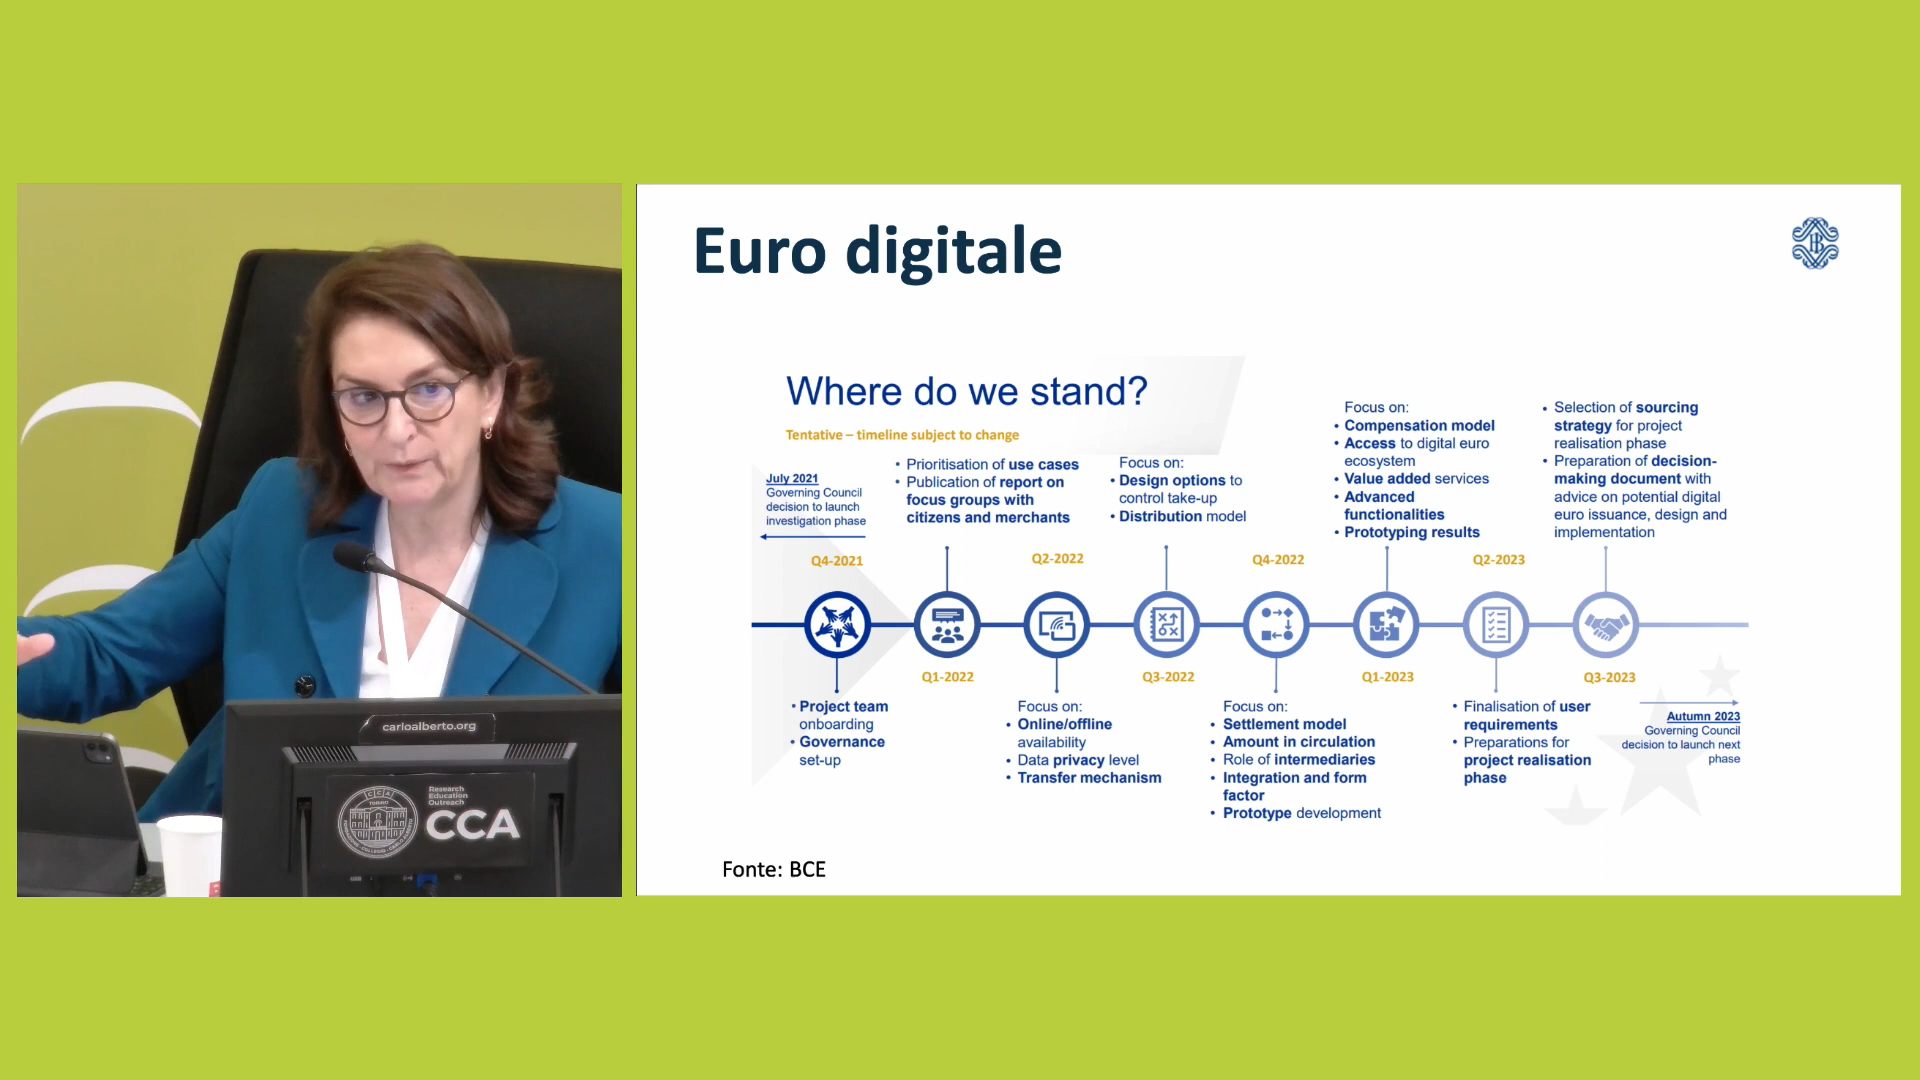 Euro digitale
Where do we stand?
Tentative – timeline subject to change
July 2021
Governing Council
decision to launch
investigation phase
• Prioritisation of use cases
• Publication of report on
focus groups with
citizens and merchants
Focus on:
• Design options to
control take-up
• Distribution model
Focus on:
• Compensation model
• Access to digital euro
ecosystem
• Value added services
• Advanced
functionalities
• Prototyping results
• Selection of sourcing
strategy for project
realisation phase
• Preparation of decision-
making document with
advice on potential digital
euro issuance, design and
implementation
Q4-2021
Q2-2022
Q4-2022
Q2-2023
Q1-2022
Q3-2022
Q1-2023
Q3-2023
• Project team
onboarding
• Governance
set-up
Focus on:
• Online/offline
availability
• Data privacy level
• Transfer mechanism
Focus on:
• Settlement model
• Amount in circulation
• Role of intermediaries
• Integration and form
factor
• Prototype development
• Finalisation of user
requirements
• Preparations for
project realisation
phase
Autumn 2023
Governing Council
decision to launch next
phase
Fonte: BCE
carloalberto.org
Research
Education
Outreach
CCA